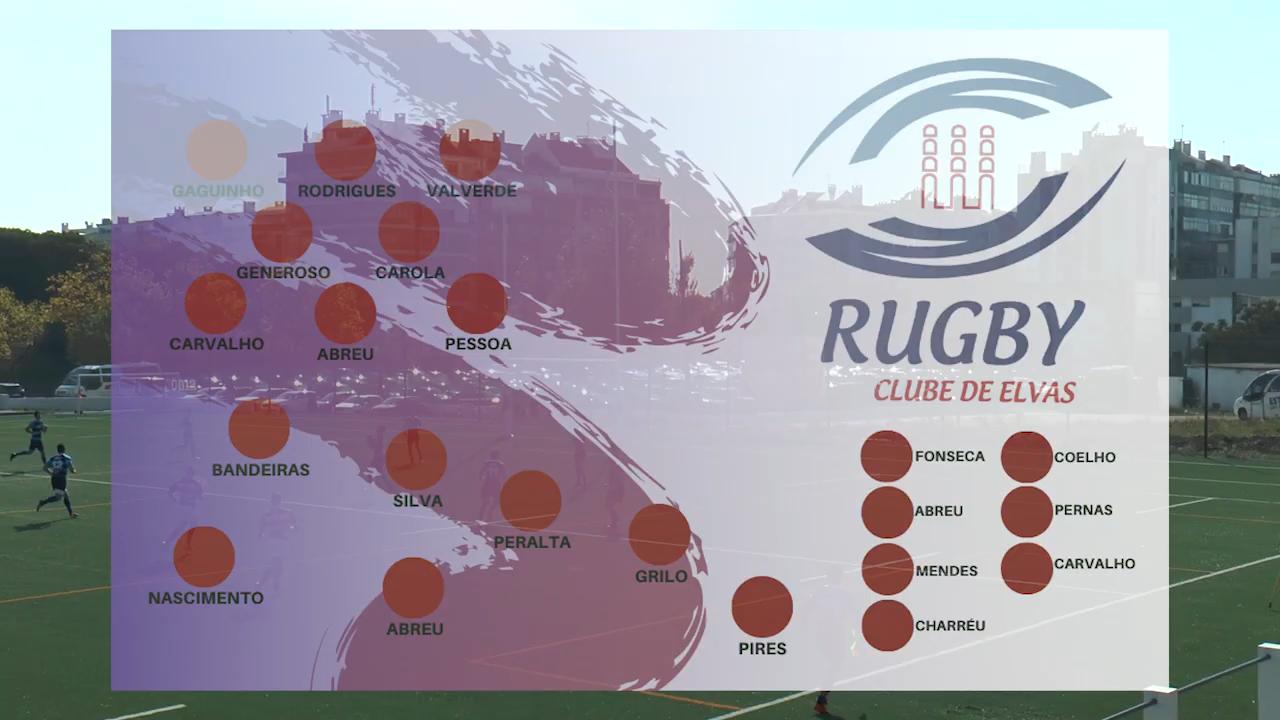 GAGUINHO
RODRIGUES
VALVERDE
GENEROSO
CAROLA
CARVALHO
ABREU
PESSOA
BANDEIRAS
SILVA
PERALTA
GRILO
NASCIMENTO
ABREU
PIRES
RUGBY
CLUBE DE ELVAS
FONSECA
COELHO
ABREU
PERNAS
MENDES
CARVALHO
CHARRÉU